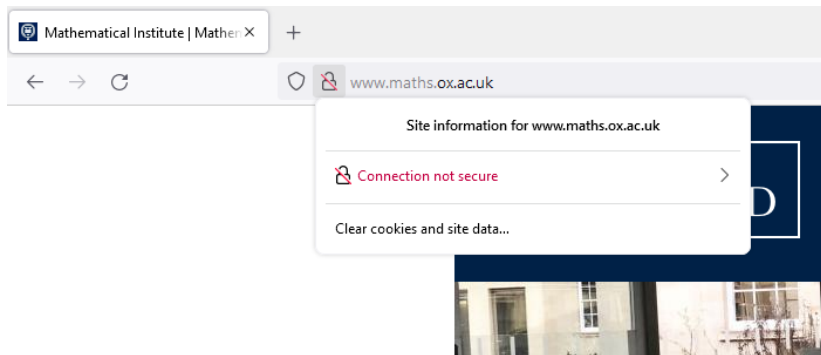 Mathematical Institute | Mathem
www.maths.ox.ac.uk
Site information for www.maths.ox.ac.uk
Connection not secure
Clear cookies and site data...
D